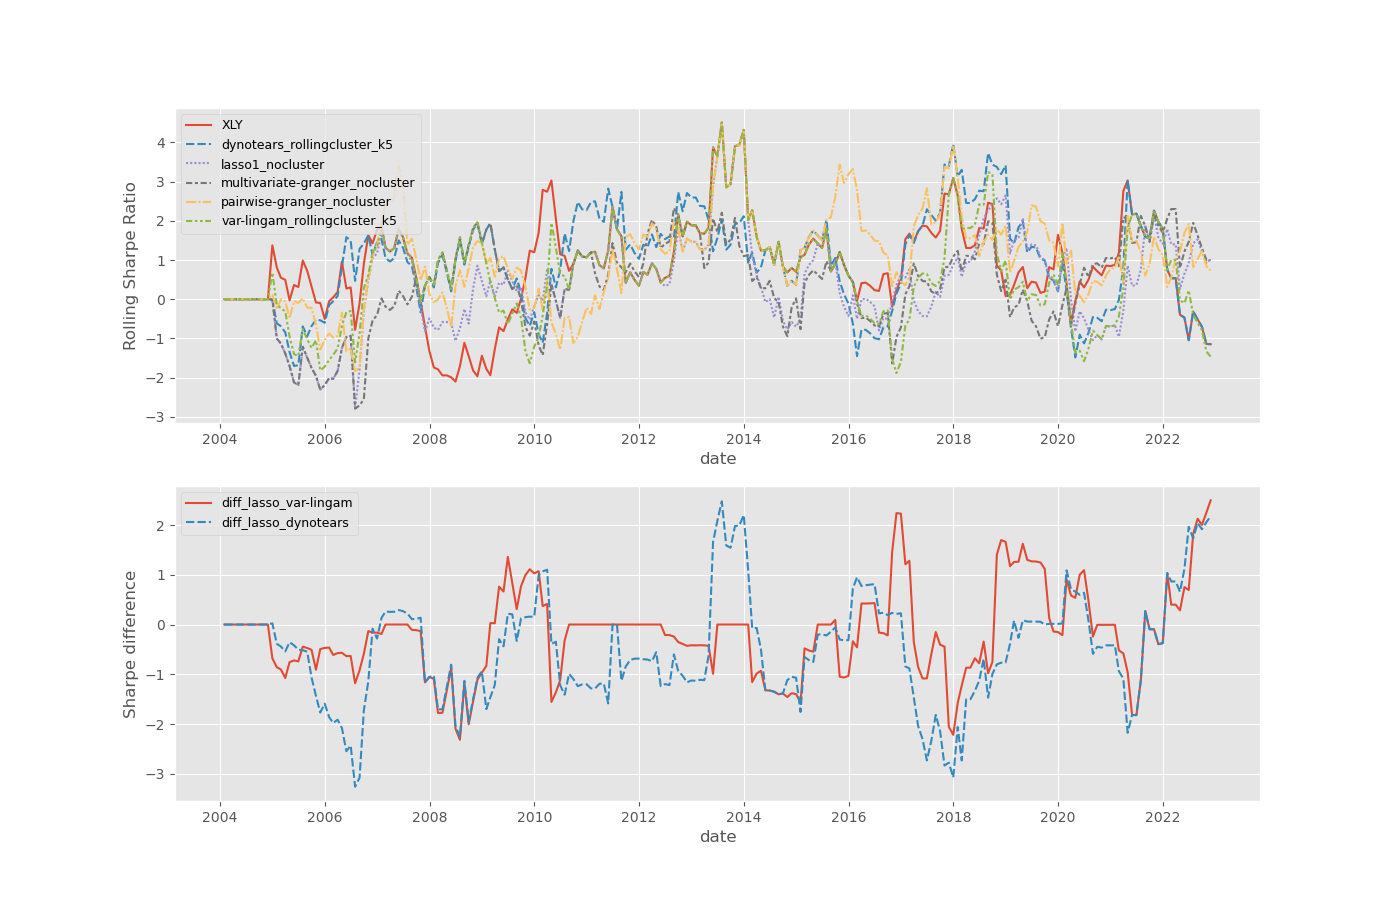 XLY
dynotears_rollingcluster_k5
lasso1_nocluster
multivariate-granger_nocluster
pairwise-granger_nocluster
var-lingam_rollingcluster_k5
Rolling Sharpe Ratio
4
3
2
1
0
−1
−2
−3
2004 2006 2008 2010 2012 2014 2016 2018 2020 2022
date
diff_lasso_var-lingam
diff_lasso_dynotears
Sharpe difference
2
1
0
−1
−2
−3
2004 2006 2008 2010 2012 2014 2016 2018 2020 2022
date